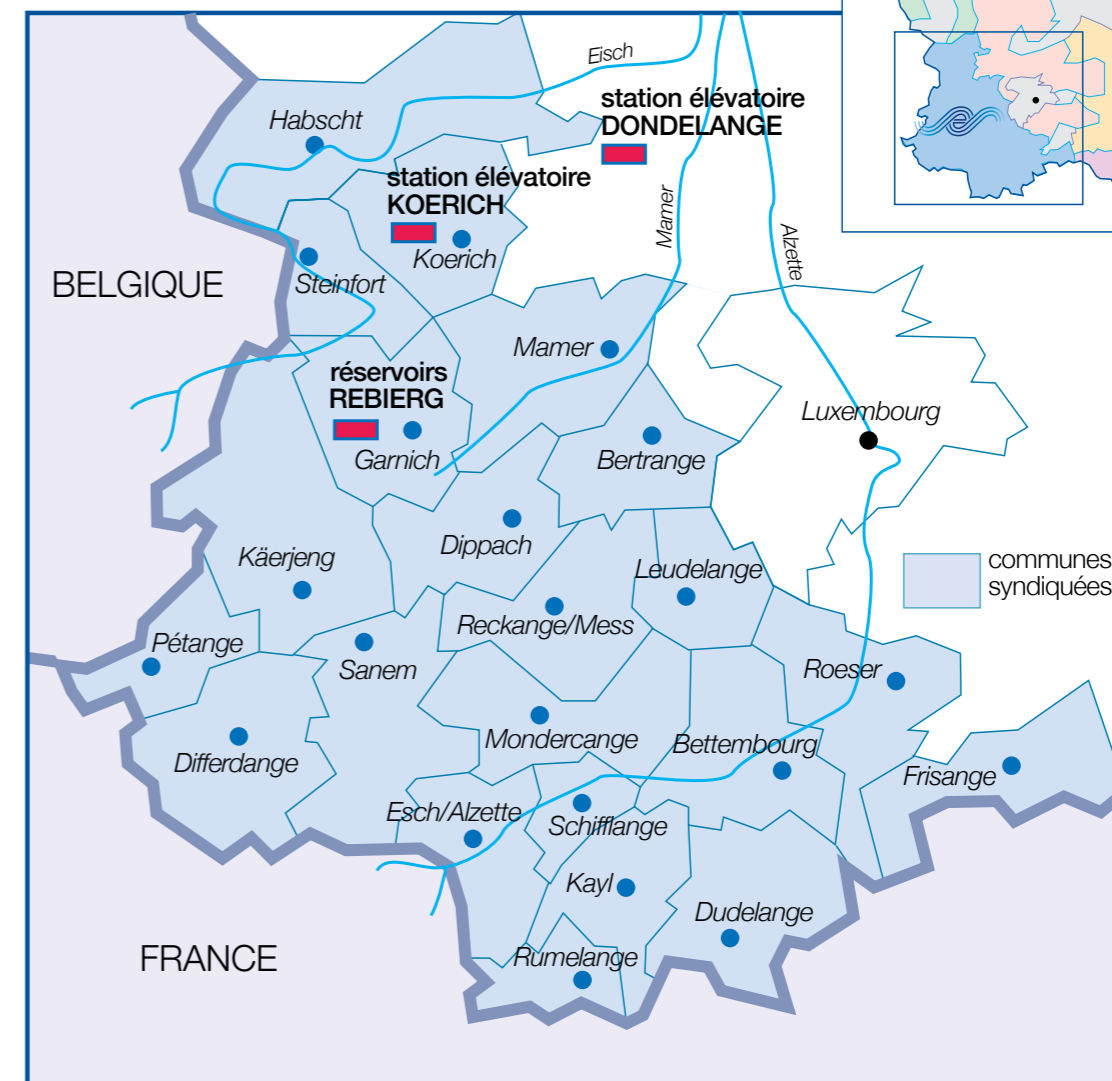 Eisch
station élévatoire
DONDELANGE
Habscht
station élévatoire
KOERICH
Mamer
Koerich
Alzette
BELGIQUE
Steinfort
Mamer
réservoirs
REBIERG
Luxembourg
Garnich
Bertrange
Dippach
Käerjeng
communes
syndiquées
Leudelange
Reckange/Mess
Pétange
Sanem
Roeser
Mondercange
Bettembourg
Differdange
Frisange
Esch/Alzette
Schifflange
Kayl
Dudelange
FRANCE
Rumelange